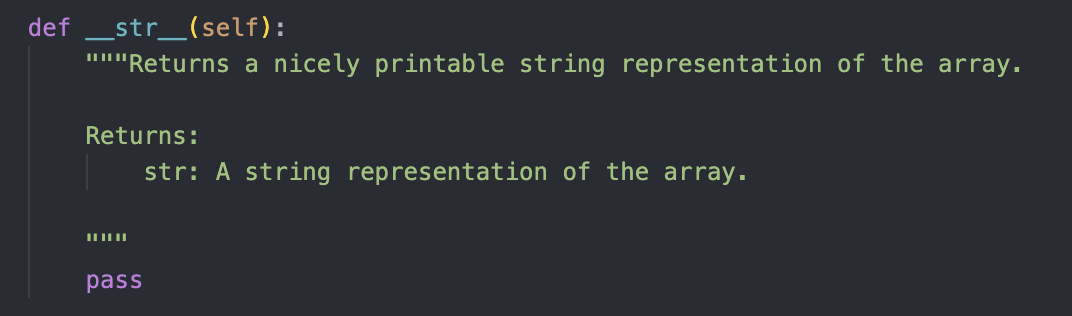 def __str__(self):
    """Returns a nicely printable string representation of the array.

    Returns:
        str: A string representation of the array.

    """
    pass